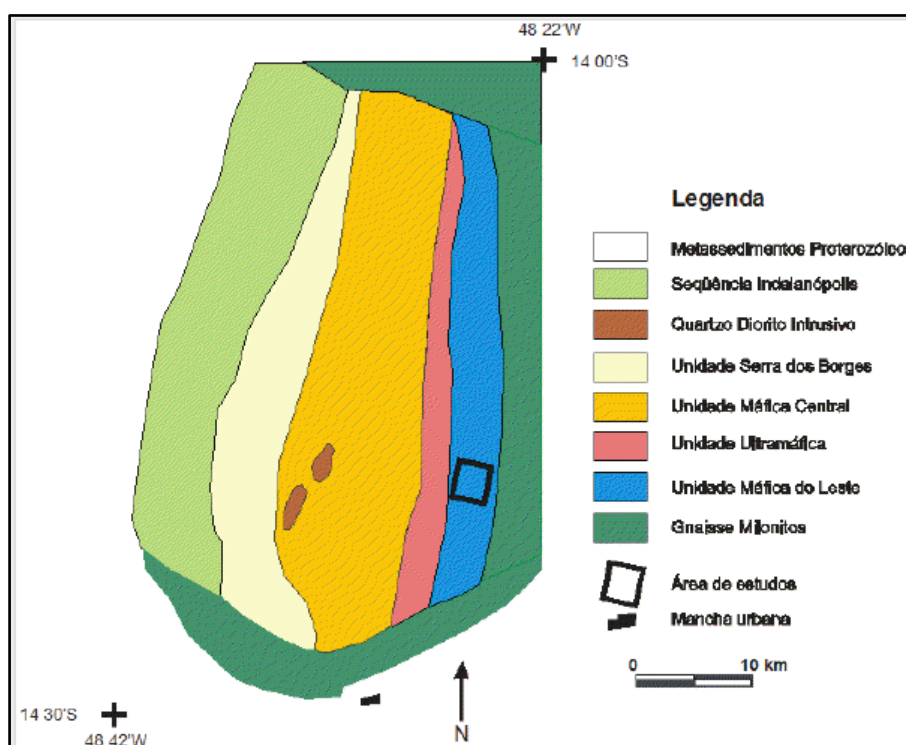 48 22'W
14 00'S
Legenda
Metassedimentos Proterozóico
Seqüência Indaianópolis
Quartzo Diorito Intrusivo
Unidade Serra dos Borges
Unidade Máfica Central
Unidade Ultramáfica
Unidade Máfica do Leste
Gnaisse Milonitos
Área de estudos
Mancha urbana
0 10 km
14 30'S
48 42'W
N